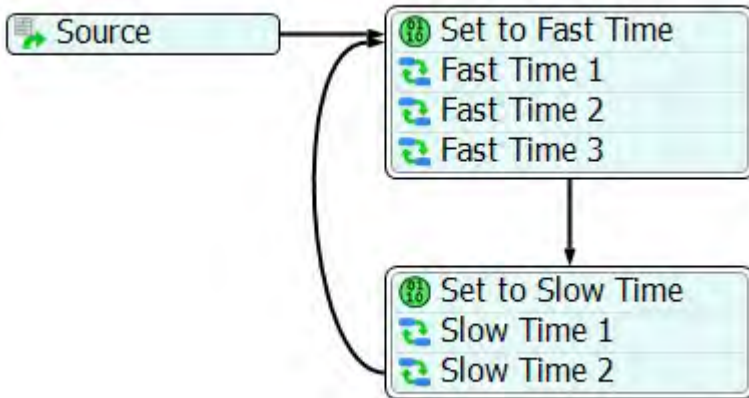 Source
Set to Fast Time
Fast Time 1
Fast Time 2
Fast Time 3
Set to Slow Time
Slow Time 1
Slow Time 2